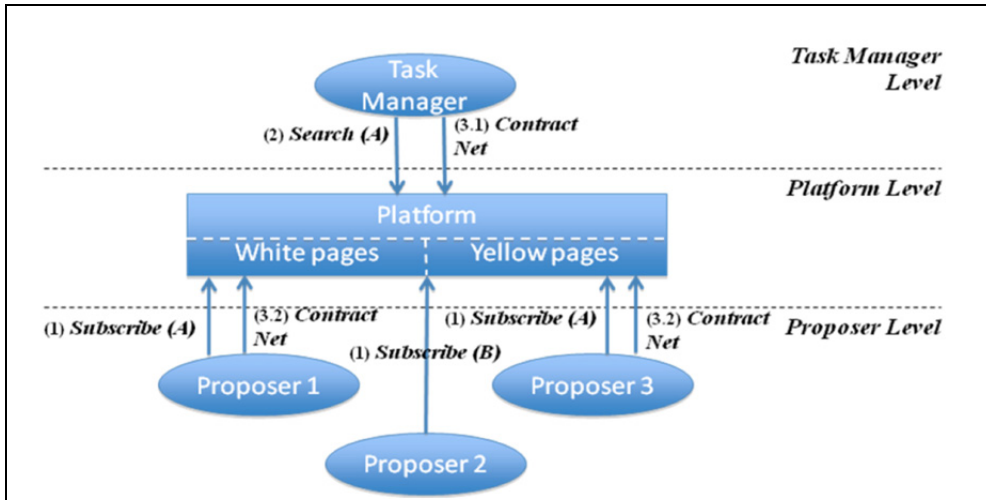 Task Manager
Level
Task
Manager
(2) Search (A)
(3.1) Contract
Net
Platform Level
Platform
White pages
Yellow pages
(1) Subscribe (A)
(3.2) Contract
Net
(1) Subscribe (B)
(1) Subscribe (A)
(3.2) Contract
Net
Proposer Level
Proposer 1
Proposer 3
Proposer 2